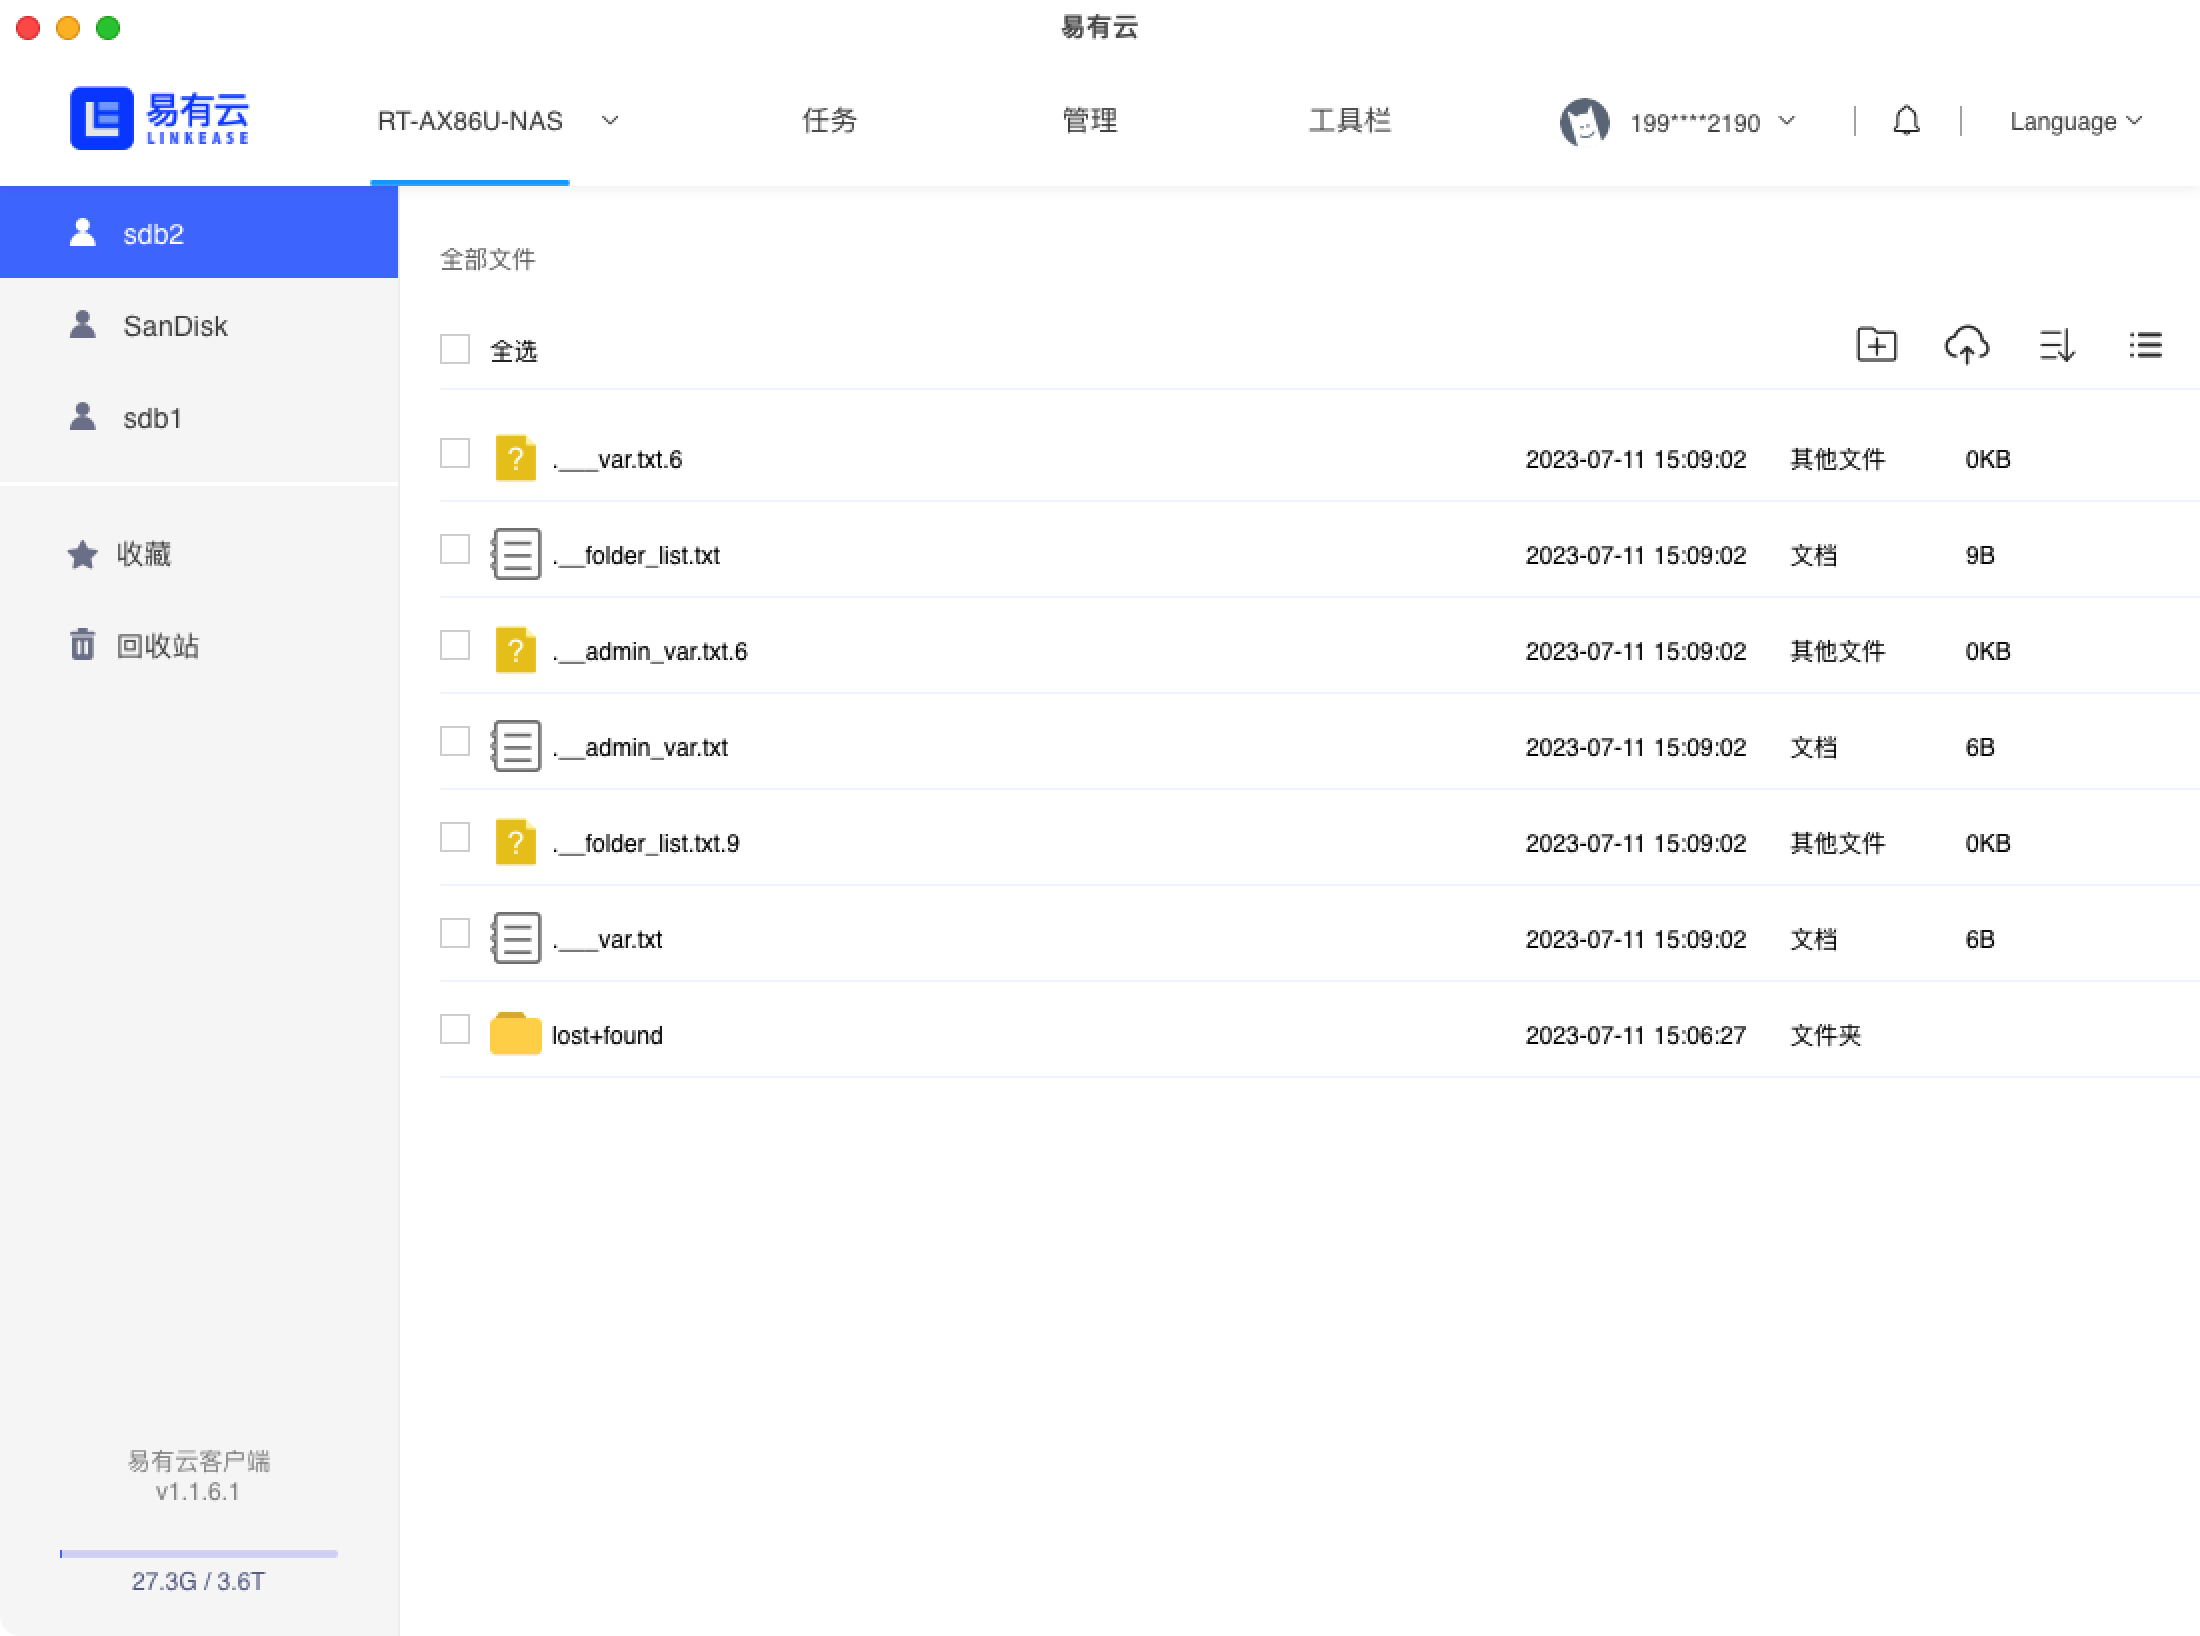 易有云
易有云
LINKEASE
RT-AX86U-NAS
任务
管理
工具栏
199****2190
Language
sdb2
SanDisk
sdb1
收藏
回收站
全部文件
全选
.___var.txt.6 2023-07-11 15:09:02 其他文件 0KB
.__folder_list.txt 2023-07-11 15:09:02 文档 9B
.__admin_var.txt.6 2023-07-11 15:09:02 其他文件 0KB
.__admin_var.txt 2023-07-11 15:09:02 文档 6B
.__folder_list.txt.9 2023-07-11 15:09:02 其他文件 0KB
.___var.txt 2023-07-11 15:09:02 文档 6B
lost+found 2023-07-11 15:06:27 文件夹
易有云客户端
v1.1.6.1
27.3G / 3.6T